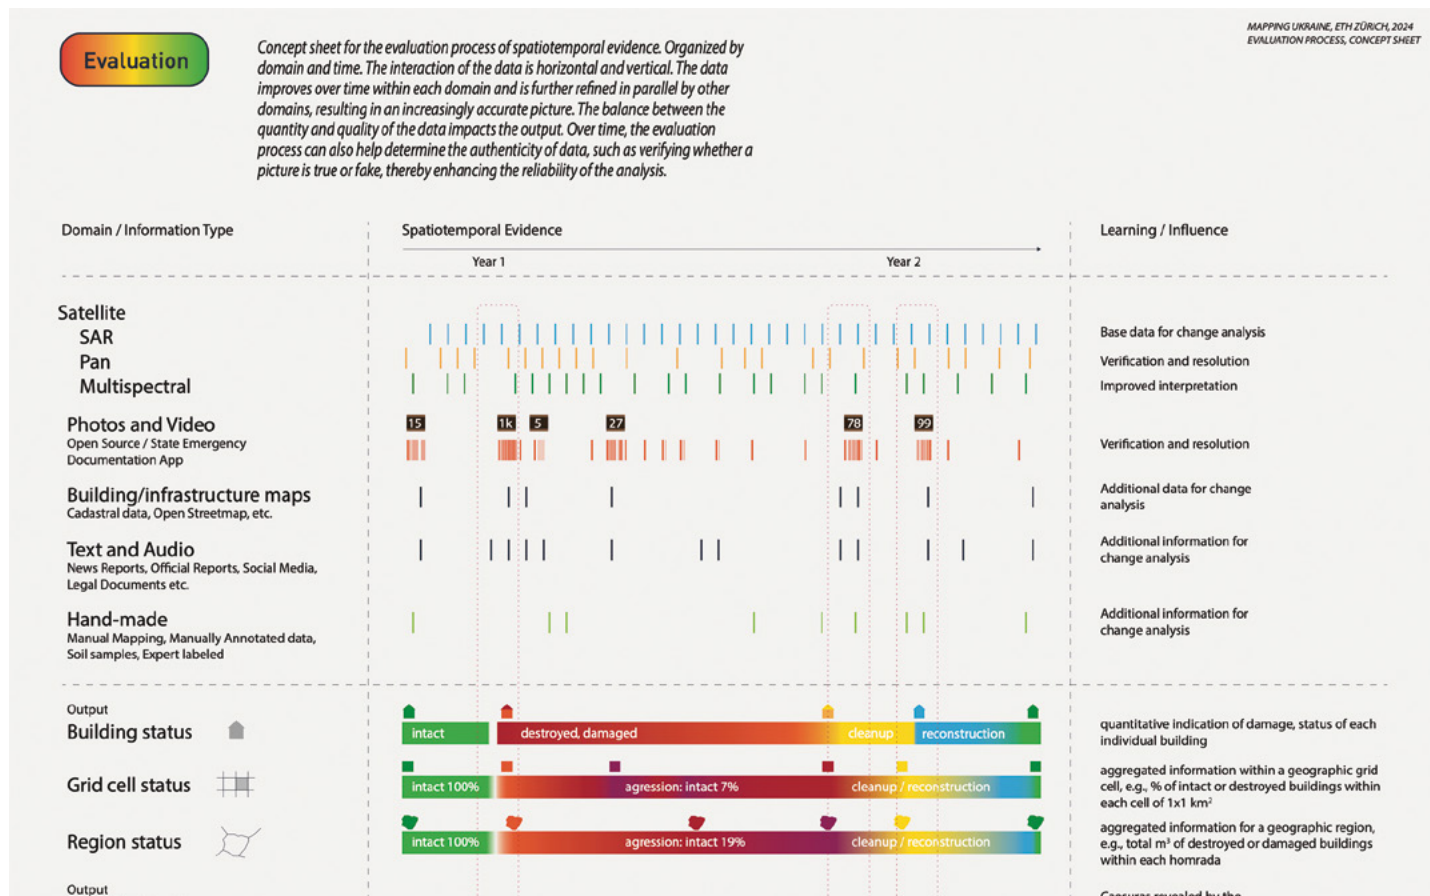 MAPPING UKRAINE, ETH ZÜRICH, 2024
EVALUATION PROCESS, CONCEPT SHEET
Evaluation
Concept sheet for the evaluation process of spatiotemporal evidence. Organized by
domain and time. The interaction of the data is horizontal and vertical. The data
improves over time within each domain and is further refined in parallel by other
domains, resulting in an increasingly accurate picture. The balance between the
quantity and quality of the data impacts the output. Over time, the evaluation
process can also help determine the authenticity of data, such as verifying whether a
picture is true or fake, thereby enhancing the reliability of the analysis.
Domain / Information Type
Spatiotemporal Evidence
Learning / Influence
Year 1
Year 2
Satellite
SAR
Base data for change analysis
Pan
Verification and resolution
Multispectral
Improved interpretation
Photos and Video
Open Source / State Emergency
Documentation App
15
1k
5
27
78
99
Verification and resolution
Building/infrastructure maps
Cadastral data, Open Streetmap, etc.
Additional data for change
analysis
Text and Audio
News Reports, Official Reports, Social Media,
Legal Documents etc.
Additional information for
change analysis
Hand-made
Manual Mapping, Manually Annotated data,
Soil samples, Expert labeled
Additional information for
change analysis
Output
Building status
intact
destroyed, damaged
cleanup
reconstruction
quantitative indication of damage, status of each
individual building
Grid cell status
intact 100%
agression: intact 7%
cleanup / reconstruction
aggregated information within a geographic grid
cell, e.g., % of intact or destroyed buildings within
each cell of 1x1 km²
Region status
intact 100%
agression: intact 19%
cleanup / reconstruction
aggregated information for a geographic region,
e.g., total m³ of destroyed or damaged buildings
within each homrada
Output